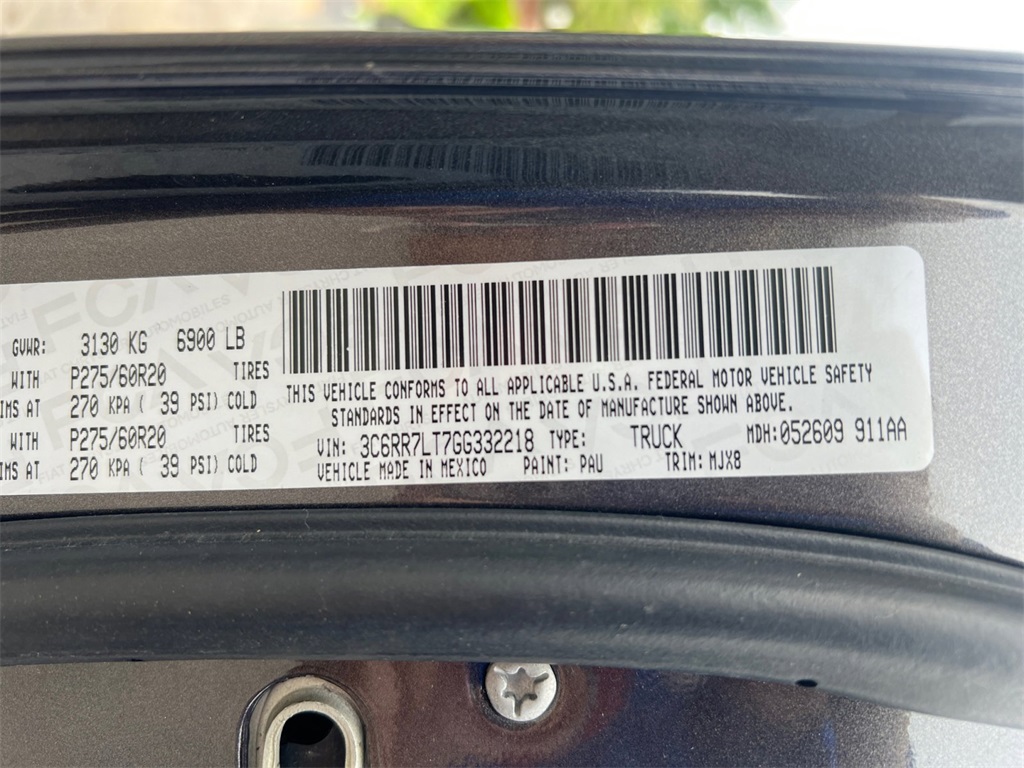 GVWR: 3130 KG 6900 LB
WITH P275/60R20 TIRES
IMS AT 270 KPA ( 39 PSI) COLD
WITH P275/60R20 TIRES
IMS AT 270 KPA ( 39 PSI) COLD
THIS VEHICLE CONFORMS TO ALL APPLICABLE U.S.A. FEDERAL MOTOR VEHICLE SAFETY
STANDARDS IN EFFECT ON THE DATE OF MANUFACTURE SHOWN ABOVE.
VIN: 3C6RR7LT7GG332218 TYPE: TRUCK MDH:052609 911AA
VEHICLE MADE IN MEXICO PAINT: PAU TRIM: MJX8